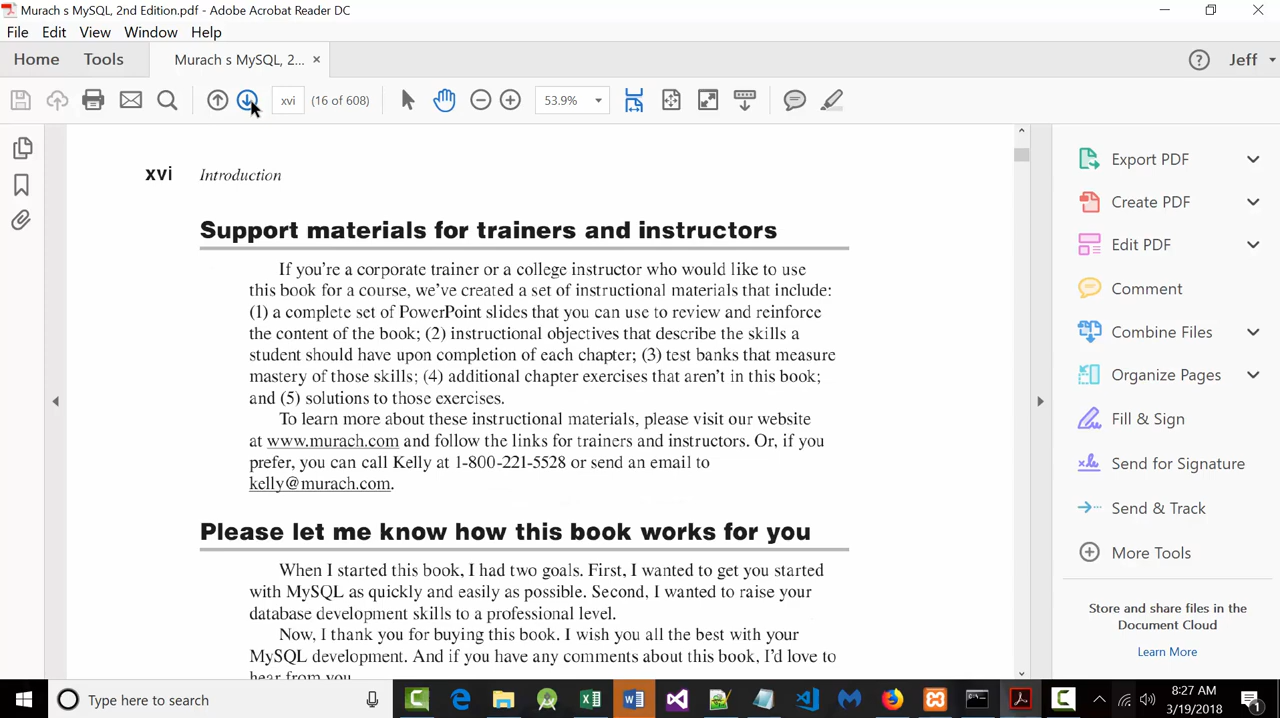 Murach s MySQL, 2nd Edition.pdf - Adobe Acrobat Reader DC
File Edit View Window Help
Home Tools Murach s MySQL, 2... × Jeff
xvi (16 of 608) 53.9%
xvi Introduction
Support materials for trainers and instructors
If you're a corporate trainer or a college instructor who would like to use
this book for a course, we've created a set of instructional materials that include:
(1) a complete set of PowerPoint slides that you can use to review and reinforce
the content of the book; (2) instructional objectives that describe the skills a
student should have upon completion of each chapter; (3) test banks that measure
mastery of those skills; (4) additional chapter exercises that aren't in this book;
and (5) solutions to those exercises.
To learn more about these instructional materials, please visit our website
at www.murach.com and follow the links for trainers and instructors. Or, if you
prefer, you can call Kelly at 1-800-221-5528 or send an email to
kelly@murach.com.
Please let me know how this book works for you
When I started this book, I had two goals. First, I wanted to get you started
with MySQL as quickly and easily as possible. Second, I wanted to raise your
database development skills to a professional level.
Now, I thank you for buying this book. I wish you all the best with your
MySQL development. And if you have any comments about this book, I'd love to
hear from you.
Export PDF
Create PDF
Edit PDF
Comment
Combine Files
Organize Pages
Fill & Sign
Send for Signature
Send & Track
More Tools
Store and share files in the
Document Cloud
Learn More
Type here to search
8:27 AM
3/19/2018
1